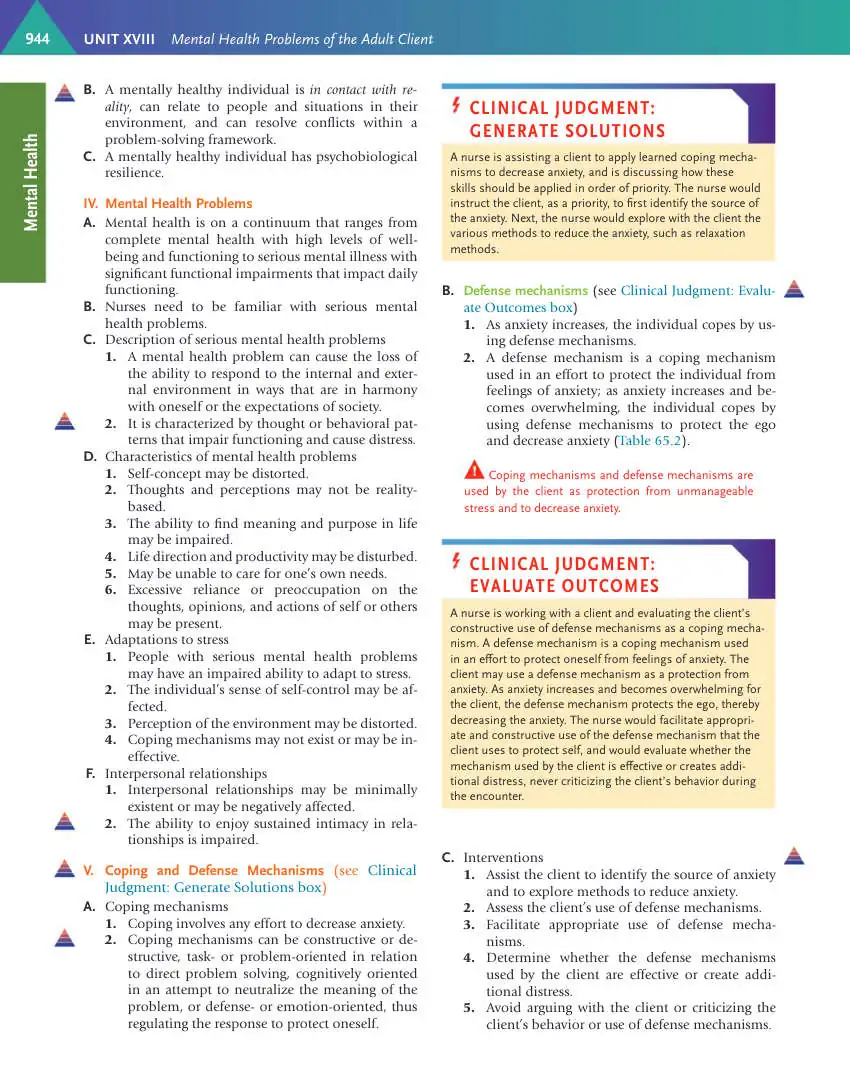 944 UNIT XVIII Mental Health Problems of the Adult Client
Mental Health
B. A mentally healthy individual is in contact with re-
ality, can relate to people and situations in their
environment, and can resolve conflicts within a
problem-solving framework.
C. A mentally healthy individual has psychobiological
resilience.
IV. Mental Health Problems
A. Mental health is on a continuum that ranges from
complete mental health with high levels of well-
being and functioning to serious mental illness with
significant functional impairments that impact daily
functioning.
B. Nurses need to be familiar with serious mental
health problems.
C. Description of serious mental health problems
1. A mental health problem can cause the loss of
the ability to respond to the internal and exter-
nal environment in ways that are in harmony
with oneself or the expectations of society.
2. It is characterized by thought or behavioral pat-
terns that impair functioning and cause distress.
D. Characteristics of mental health problems
1. Self-concept may be distorted.
2. Thoughts and perceptions may not be reality-
based.
3. The ability to find meaning and purpose in life
may be impaired.
4. Life direction and productivity may be disturbed.
5. May be unable to care for one's own needs.
6. Excessive reliance or preoccupation on the
thoughts, opinions, and actions of self or others
may be present.
E. Adaptations to stress
1. People with serious mental health problems
may have an impaired ability to adapt to stress.
2. The individual's sense of self-control may be af-
fected.
3. Perception of the environment may be distorted.
4. Coping mechanisms may not exist or may be in-
effective.
F. Interpersonal relationships
1. Interpersonal relationships may be minimally
existent or may be negatively affected.
2. The ability to enjoy sustained intimacy in rela-
tionships is impaired.
V. Coping and Defense Mechanisms (see Clinical
Judgment: Generate Solutions box)
A. Coping mechanisms
1. Coping involves any effort to decrease anxiety.
2. Coping mechanisms can be constructive or de-
structive, task- or problem-oriented in relation
to direct problem solving, cognitively oriented
in an attempt to neutralize the meaning of the
problem, or defense- or emotion-oriented, thus
regulating the response to protect oneself.
CLINICAL JUDGMENT:
GENERATE SOLUTIONS
A nurse is assisting a client to apply learned coping mecha-
nisms to decrease anxiety, and is discussing how these
skills should be applied in order of priority. The nurse would
instruct the client, as a priority, to first identify the source of
the anxiety. Next, the nurse would explore with the client the
various methods to reduce the anxiety, such as relaxation
methods.
B. Defense mechanisms (see Clinical Judgment: Evalu-
ate Outcomes box)
1. As anxiety increases, the individual copes by us-
ing defense mechanisms.
2. A defense mechanism is a coping mechanism
used in an effort to protect the individual from
feelings of anxiety; as anxiety increases and be-
comes overwhelming, the individual copes by
using defense mechanisms to protect the ego
and decrease anxiety (Table 65.2).
Coping mechanisms and defense mechanisms are
used by the client as protection from unmanageable
stress and to decrease anxiety.
CLINICAL JUDGMENT:
EVALUATE OUTCOMES
A nurse is working with a client and evaluating the client's
constructive use of defense mechanisms as a coping mecha-
nism. A defense mechanism is a coping mechanism used
in an effort to protect oneself from feelings of anxiety. The
client may use a defense mechanism as a protection from
anxiety. As anxiety increases and becomes overwhelming for
the client, the defense mechanism protects the ego, thereby
decreasing the anxiety. The nurse would facilitate appropri-
ate and constructive use of the defense mechanism that the
client uses to protect self, and would evaluate whether the
mechanism used by the client is effective or creates addi-
tional distress, never criticizing the client's behavior during
the encounter.
C. Interventions
1. Assist the client to identify the source of anxiety
and to explore methods to reduce anxiety.
2. Assess the client's use of defense mechanisms.
3. Facilitate appropriate use of defense mecha-
nisms.
4. Determine whether the defense mechanisms
used by the client are effective or create addi-
tional distress.
5. Avoid arguing with the client or criticizing the
client's behavior or use of defense mechanisms.